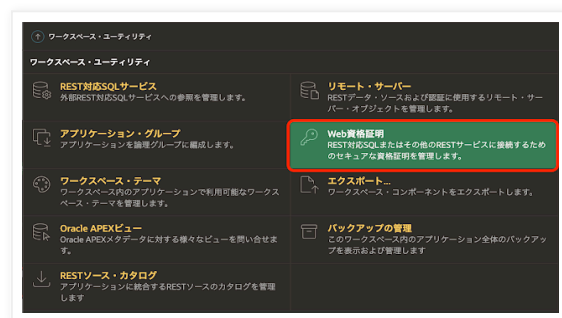 ワークスペース・ユーティリティ
ワークスペース・ユーティリティ
REST対応SQLサービス
外部REST対応SQLサービスへの参照を管理します。
リモート・サーバー
RESTデータ・ソースおよび認証に使用するリモート・サー
バー・オブジェクトを管理します。
アプリケーション・グループ
アプリケーションを論理グループに編成します。
Web資格証明
REST対応SQLまたはその他のRESTサービスに接続するため
のセキュアな資格証明を管理します。
ワークスペース・テーマ
ワークスペース内のアプリケーションで利用可能なワークス
ペース・テーマを管理します。
エクスポート...
ワークスペース・コンポーネントをエクスポートします。
Oracle APEXビュー
Oracle APEXメタデータに対する様々なビューを問い合せま
す。
バックアップの管理
このワークスペース内のアプリケーション全体のバックアッ
プを表示および管理します
RESTソース・カタログ
アプリケーションに統合するRESTソースのカタログを管理
します